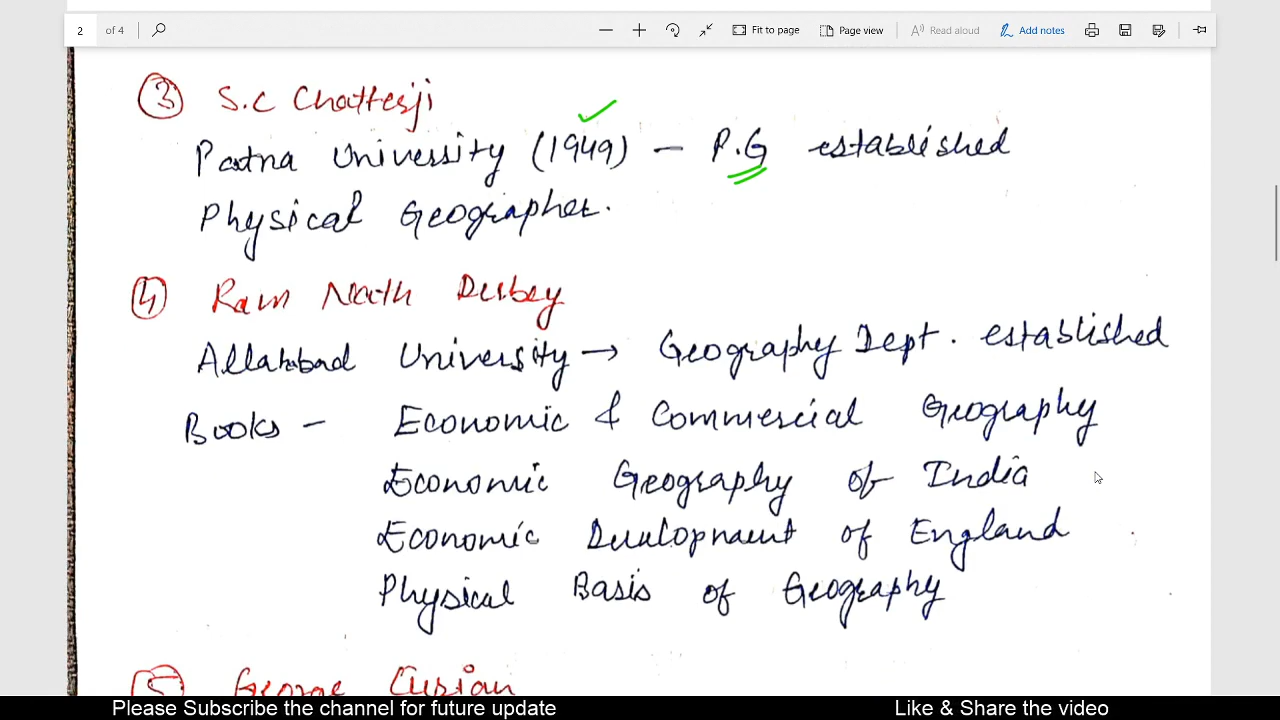 2 of 4 Fit to page Page view Read aloud Add notes
3 S.C Chatterji
Patna University (1949) - P.G established
Physical Geographer.
4 Ram Nath Dubey
Allahabad University → Geography Dept. established
Books - Economic & Commercial Geography
Economic Geography of India
Economic Development of England
Physical Basis of Geography
5 George
Please Subscribe the channel for future update Like & Share the video